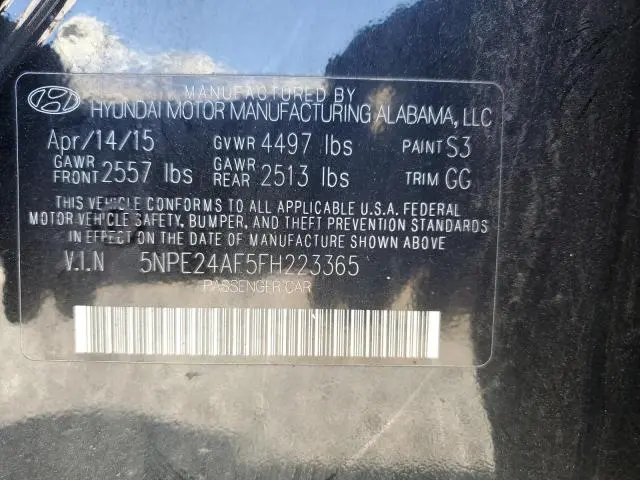 MANUFACTURED BY
HYUNDAI MOTOR MANUFACTURING ALABAMA, LLC
Apr/14/15 GVWR 4497 lbs PAINT S3
GAWR FRONT 2557 lbs GAWR REAR 2513 lbs TRIM GG
THIS VEHICLE CONFORMS TO ALL APPLICABLE U.S.A. FEDERAL
MOTOR VEHICLE SAFETY, BUMPER, AND THEFT PREVENTION STANDARDS
IN EFFECT ON THE DATE OF MANUFACTURE SHOWN ABOVE
V.I.N 5NPE24AF5FH223365
PASSENGER CAR